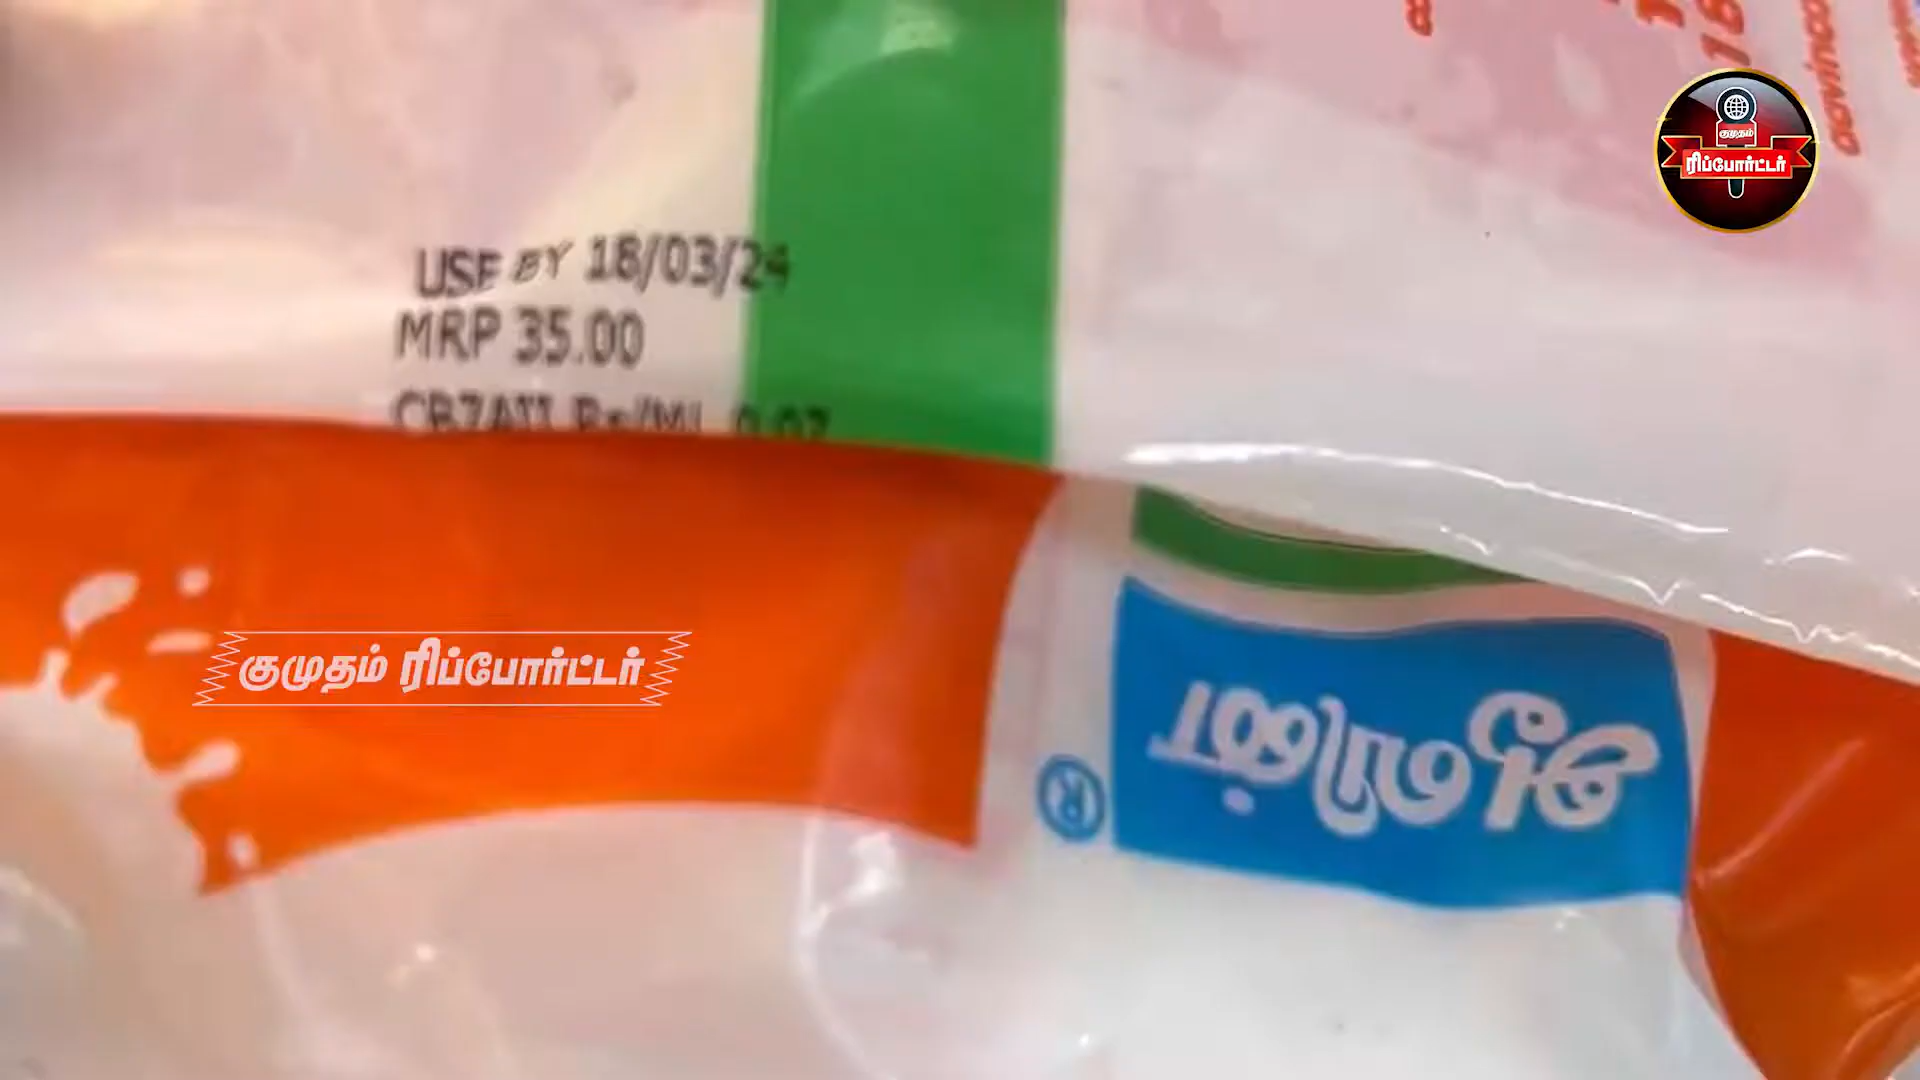 USE BY 18/03/24
MRP 35.00
குமுதம்
ரிப்போர்ட்டர்
குமுதம் ரிப்போர்ட்டர்
ஆவின்
®